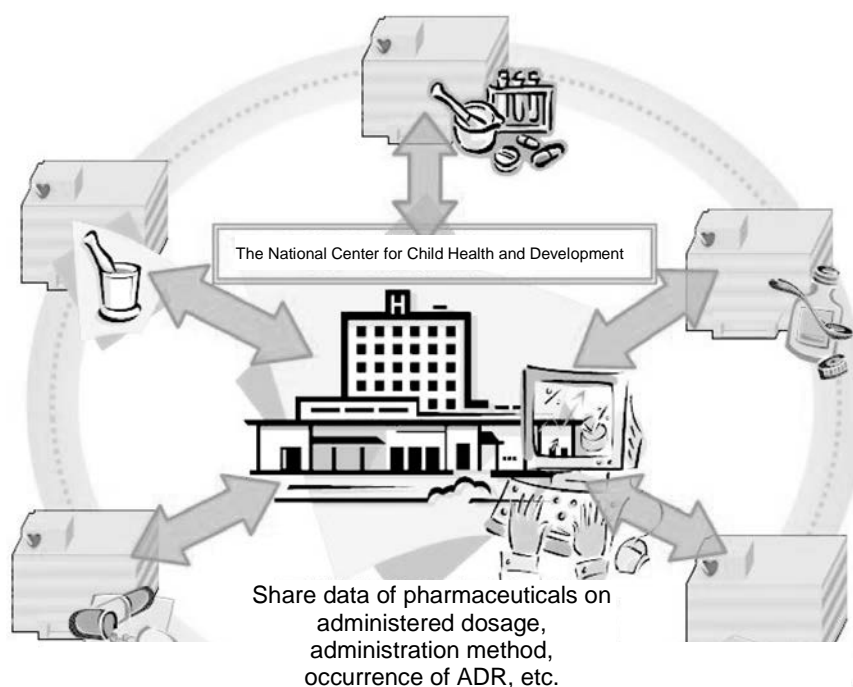 The National Center for Child Health and Development
H
Share data of pharmaceuticals on
administered dosage,
administration method,
occurrence of ADR, etc.